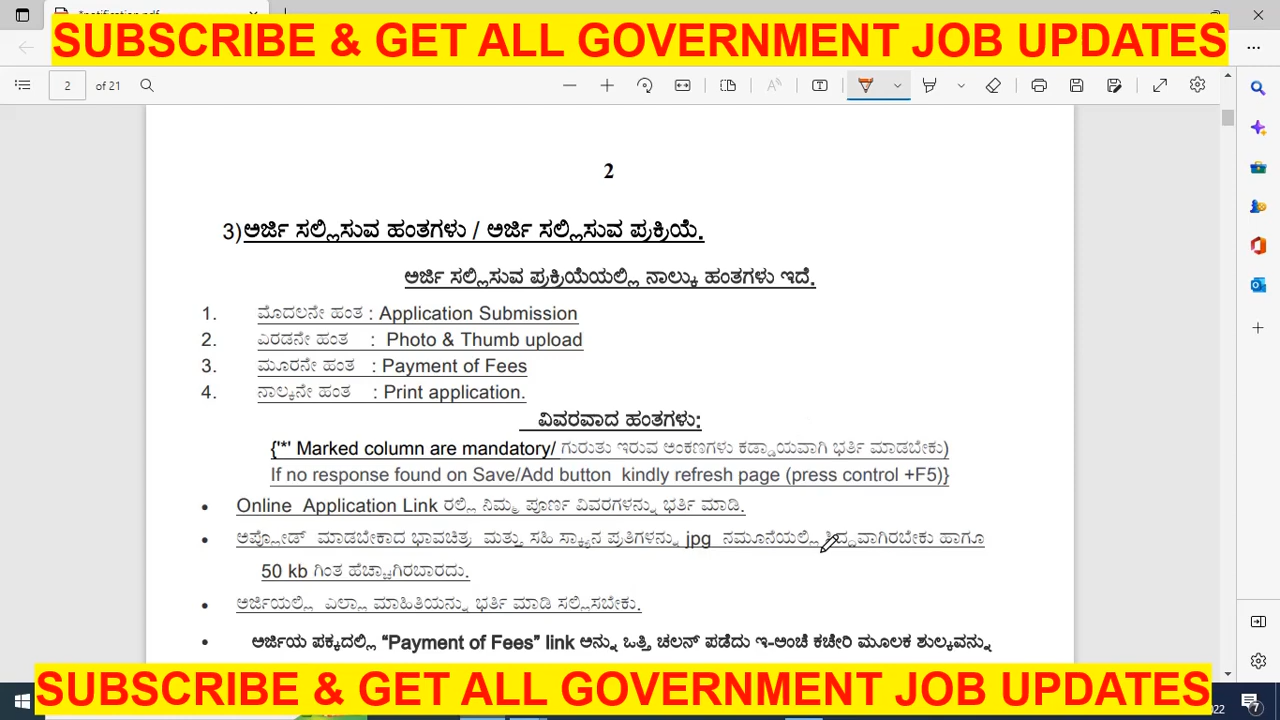 SUBSCRIBE & GET ALL GOVERNMENT JOB UPDATES
2 of 21
2
3)ಅರ್ಜಿ ಸಲ್ಲಿಸುವ ಹಂತಗಳು / ಅರ್ಜಿ ಸಲ್ಲಿಸುವ ಪ್ರಕ್ರಿಯೆ.
ಅರ್ಜಿ ಸಲ್ಲಿಸುವ ಪ್ರಕ್ರಿಯೆಯಲ್ಲಿ ನಾಲ್ಕು ಹಂತಗಳು ಇದೆ.
1. ಮೊದಲನೇ ಹಂತ : Application Submission
2. ಎರಡನೇ ಹಂತ : Photo & Thumb upload
3. ಮೂರನೇ ಹಂತ : Payment of Fees
4. ನಾಲ್ಕನೇ ಹಂತ : Print application.
ವಿವರವಾದ ಹಂತಗಳು:
{'*' Marked column are mandatory/ ಗುರುತು ಇರುವ ಅಂಕಣಗಳು ಕಡ್ಡಾಯವಾಗಿ ಭರ್ತಿ ಮಾಡಬೇಕು)
If no response found on Save/Add button kindly refresh page (press control +F5)}
• Online Application Link ರಲ್ಲಿ ನಿಮ್ಮ ಪೂರ್ಣ ವಿವರಗಳನ್ನು ಭರ್ತಿ ಮಾಡಿ.
• ಅಪ್ಲೋಡ್ ಮಾಡಬೇಕಾದ ಭಾವಚಿತ್ರ ಮತ್ತು ಸಹಿ ಸಾಕ್ಷ್ಯನ ಪ್ರತಿಗಳನ್ನು jpg ನಮೂನೆಯಲ್ಲಿ ಸಿದ್ದವಾಗಿರಬೇಕು ಹಾಗೂ
50 kb ಗಿಂತ ಹೆಚ್ಚಾಗಿರಬಾರದು.
• ಅರ್ಜಿಯಲ್ಲಿ ಎಲ್ಲಾ ಮಾಹಿತಿಯನ್ನು ಭರ್ತಿ ಮಾಡಿ ಸಲ್ಲಿಸಬೇಕು.
• ಅರ್ಜಿಯ ಪಕ್ಕದಲ್ಲಿ “Payment of Fees” link ಅನ್ನು ಒತ್ತಿ ಚಲನ್ ಪಡೆದು ಇ-ಅಂಚೆ ಕಚೇರಿ ಮೂಲಕ ಶುಲ್ಕವನ್ನು
SUBSCRIBE & GET ALL GOVERNMENT JOB UPDATES